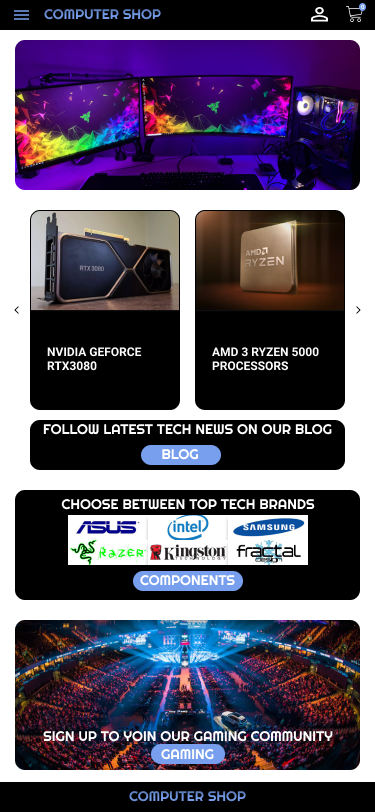 COMPUTER SHOP
0
RTX 3080
AMD
RYZEN
NVIDIA GEFORCE
RTX3080
AMD 3 RYZEN 5000
PROCESSORS
FOLLOW LATEST TECH NEWS ON OUR BLOG
BLOG
CHOOSE BETWEEN TOP TECH BRANDS
ASUS intel SAMSUNG
RAZER Kingston fractal
TECHNOLOGY
COMPONENTS
SIGN UP TO YOIN OUR GAMING COMMUNITY
GAMING
COMPUTER SHOP